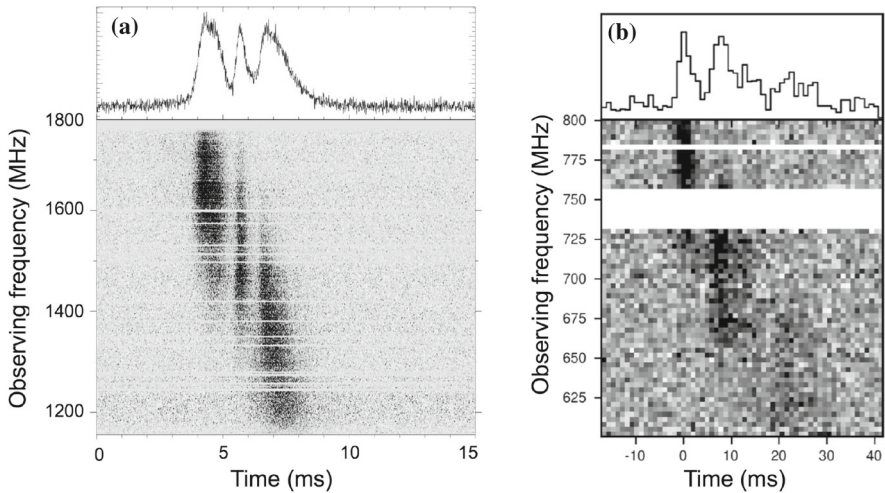 (a)
1800
1600
1400
1200
Observing frequency (MHz)
0 5 10 15
Time (ms)
(b)
800
775
750
725
700
675
650
625
Observing frequency (MHz)
-10 0 10 20 30 40
Time (ms)